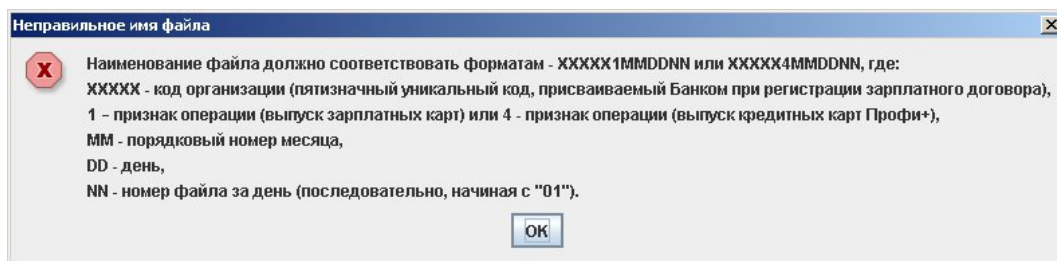 Неправильное имя файла
Наименование файла должно соответствовать форматам - XXXXX1MMDDNN или XXXXX4MMDDNN, где:
XXXXX - код организации (пятизначный уникальный код, присваиваемый Банком при регистрации зарплатного договора),
1 – признак операции (выпуск зарплатных карт) или 4 - признак операции (выпуск кредитных карт Профи+),
MM - порядковый номер месяца,
DD - день,
NN - номер файла за день (последовательно, начиная с "01").
OK